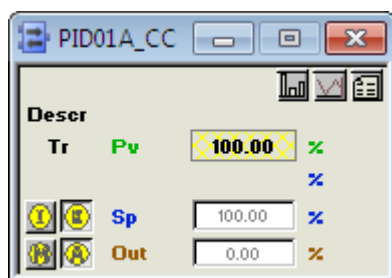 PID01A_CC
Descr
Tr Pv 100.00 %
%
I E Sp 100.00 %
M A Out 0.00 %